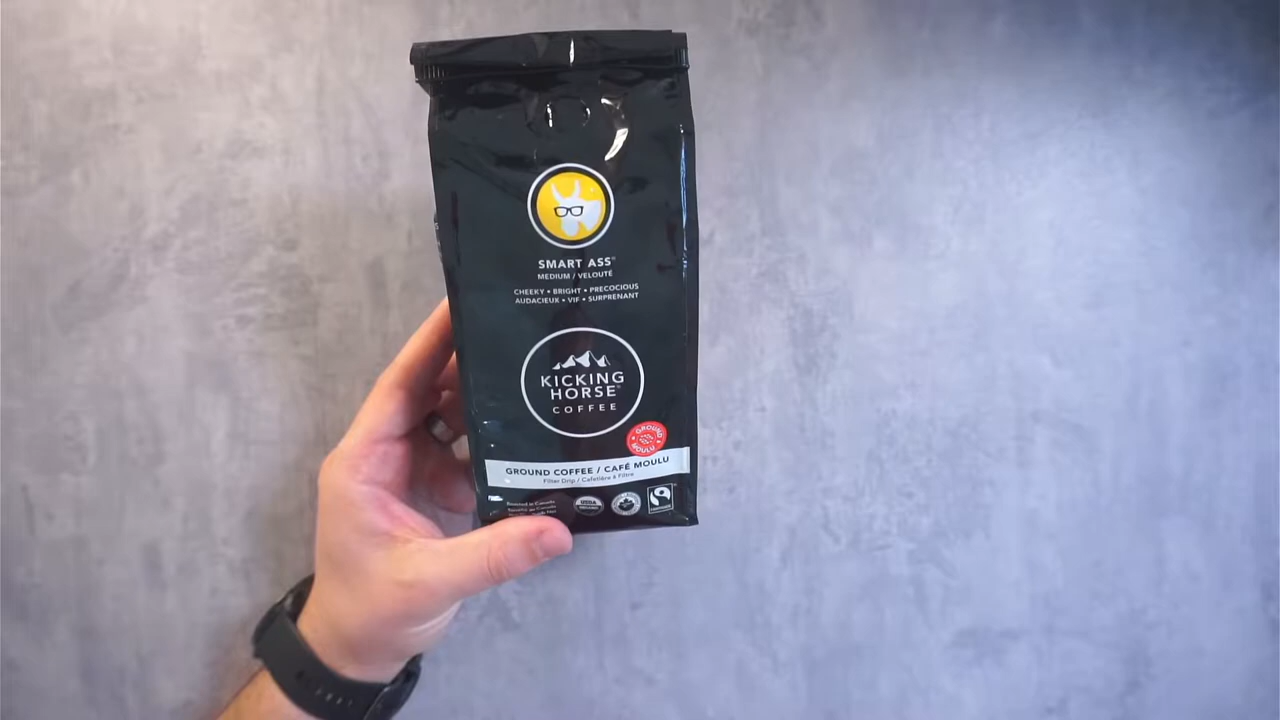 SMART ASS
MEDIUM / VELOUTÉ
CHEEKY • BRIGHT • PRECOCIOUS
AUDACIEUX • VIF • SURPRENANT
KICKING
HORSE
COFFEE
GROUND
MOULU
GROUND COFFEE / CAFÉ MOULU
Filter Drip / Cafetière à Filtre
Roasted in Canada
USDA
ORGANIC
FAIRTRADE